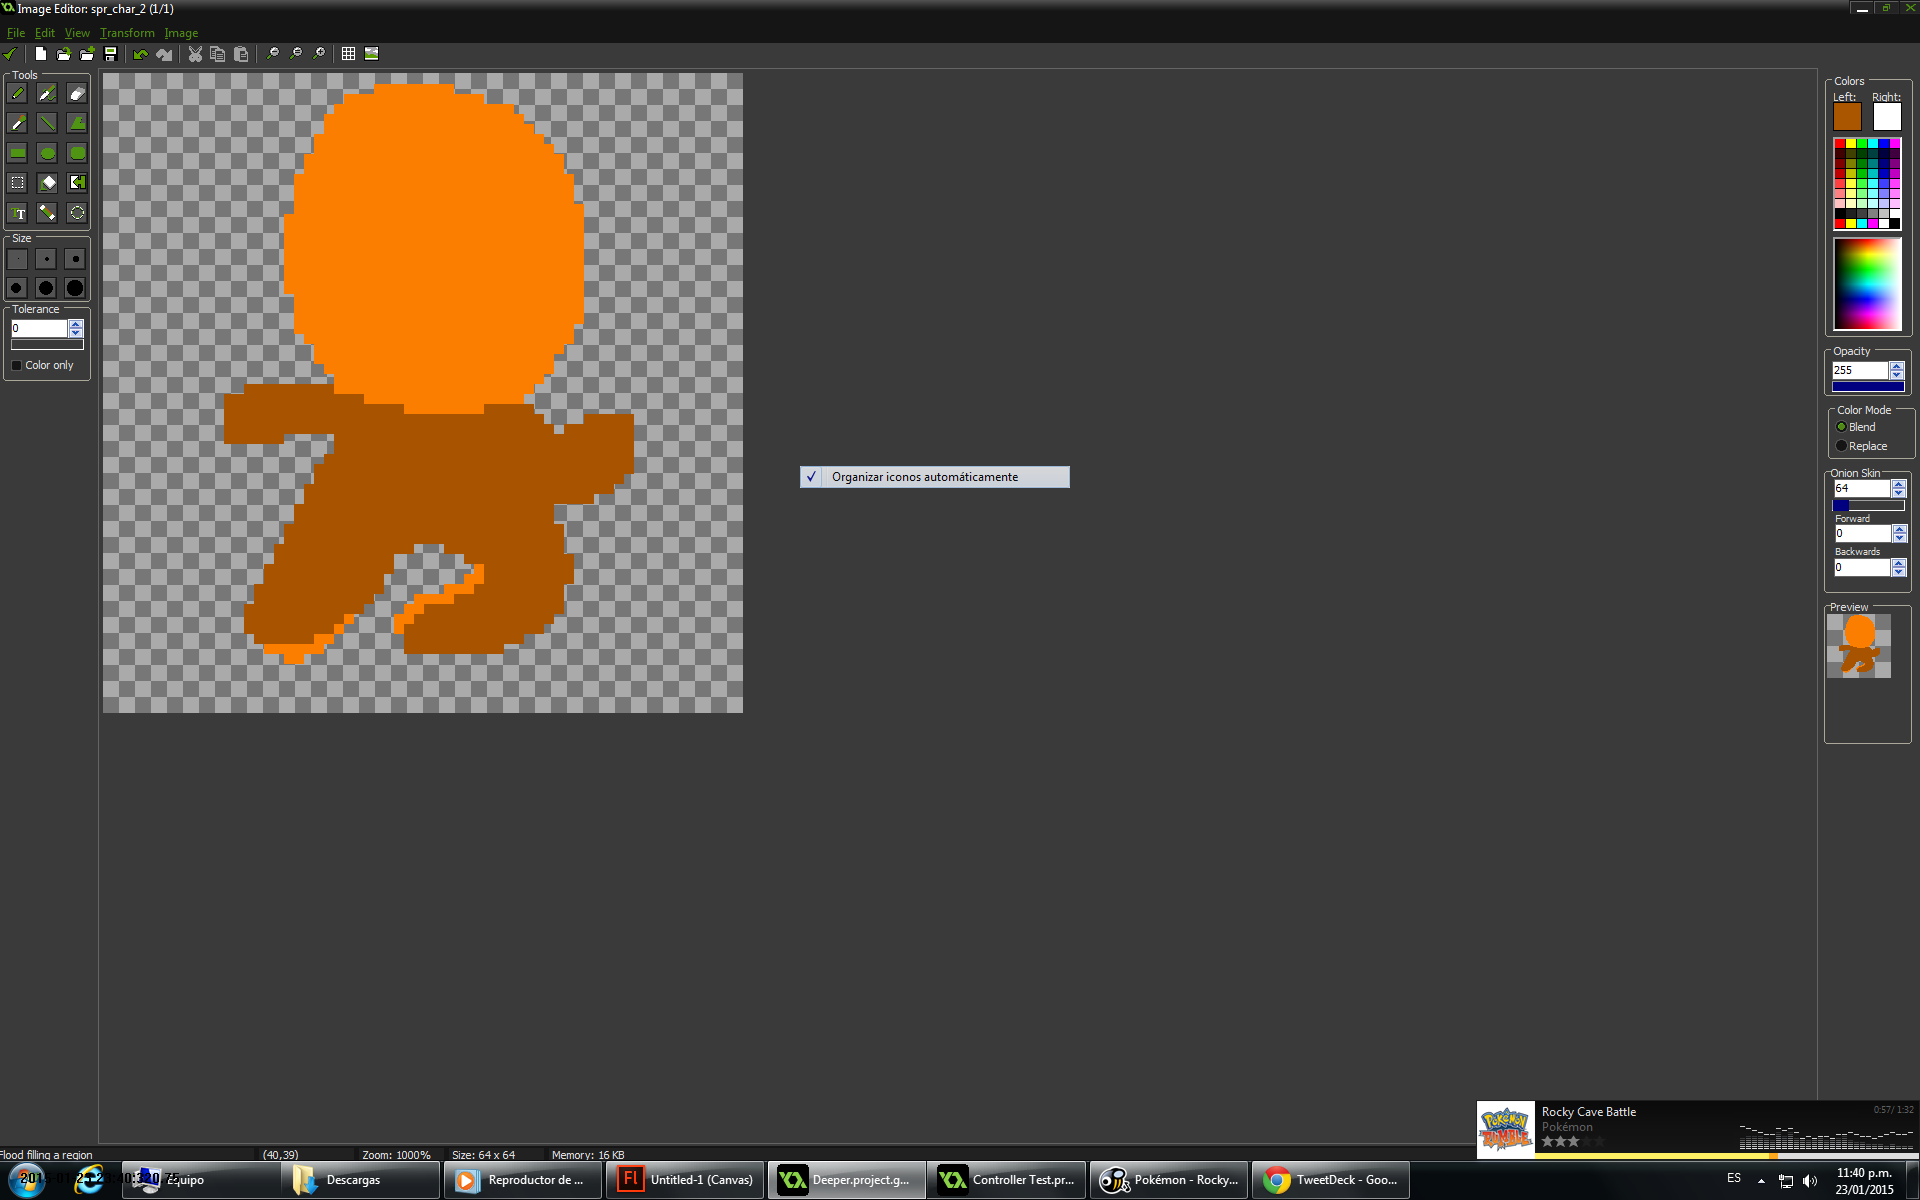 Image Editor: spr_char_2 (1/1)
File Edit View Transform Image
Tools
Size
Tolerance
0
Color only
Colors
Left: Right:
Opacity
255
Color Mode
Blend
Replace
Onion Skin
64
Forward
0
Backwards
0
Preview
✓ Organizar iconos automáticamente
Rocky Cave Battle
0:57/ 1:32
Pokémon
POKéMON RUMBLE
Flood filling a region (40,39) Zoom: 1000% Size: 64 x 64 Memory: 16 KB
Equipo
Descargas
Reproductor de ...
Fl Untitled-1 (Canvas)
Deeper.project.g...
Controller Test.pr...
Pokémon - Rocky...
TweetDeck - Goo...
ES
11:40 p.m.
23/01/2015